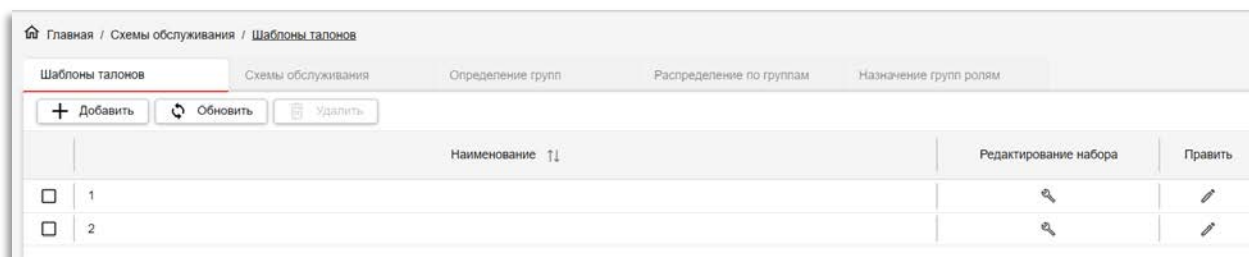 Главная / Схемы обслуживания / Шаблоны талонов
Шаблоны талонов Схемы обслуживания Определение групп Распределение по группам Назначение групп ролям
Добавить Обновить Удалить
Наименование ↑↓ Редактирование набора Править
1
2